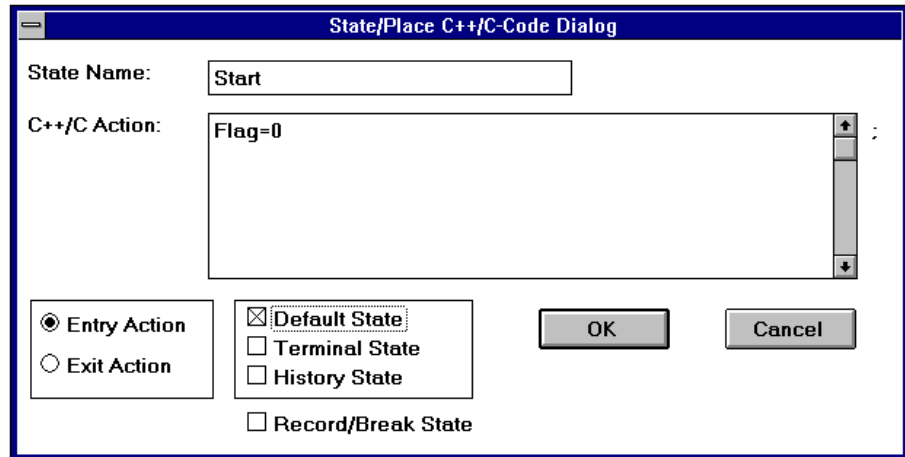 State/Place C++/C-Code Dialog
State Name: Start
C++/C Action: Flag=0 ;
Entry Action
Exit Action
Default State
Terminal State
History State
Record/Break State
OK
Cancel